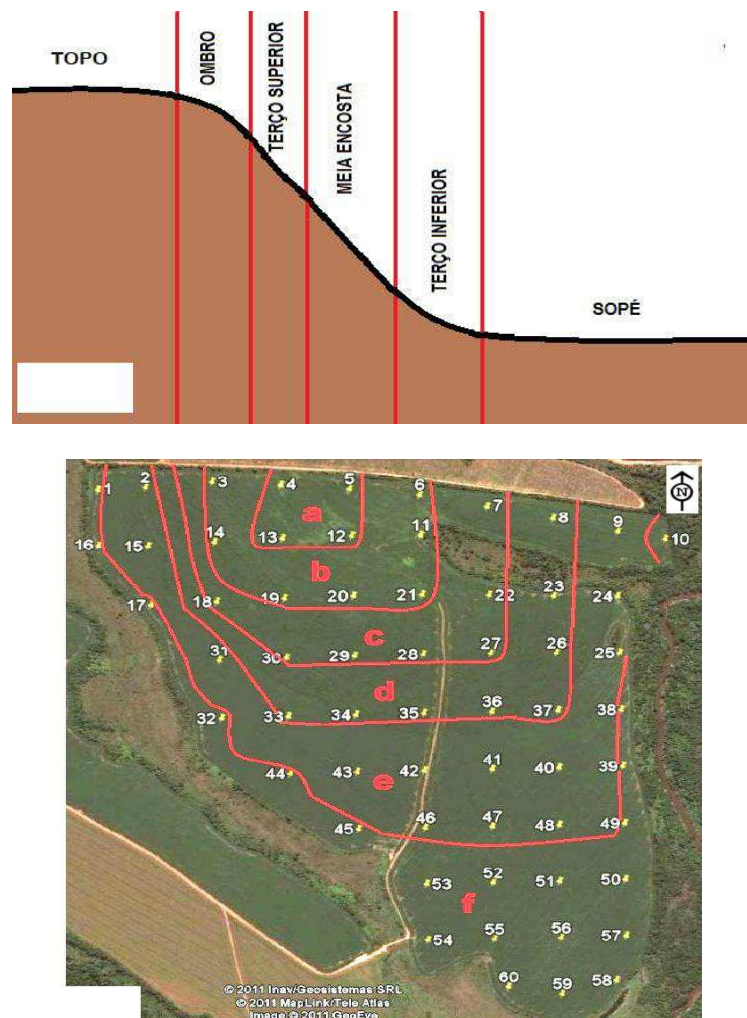 TOPO
OMBRO
TERÇO SUPERIOR
MEIA ENCOSTA
TERÇO INFERIOR
SOPÉ
1 2 3 4 5 6 7 8 9 10
a
N
16 15 14 13 12 11
b
17 18 19 20 21 22 23 24
c
31 30 29 28 27 26 25
d
32 33 34 35 36 37 38
e
44 43 42 41 40 39
45 46 47 48 49
f
53 52 51 50
54 55 56 57
60 59 58
© 2011 Inav/Geosistemas SRL
© 2011 MapLink/Tele Atlas
Image © 2011 GeoEye